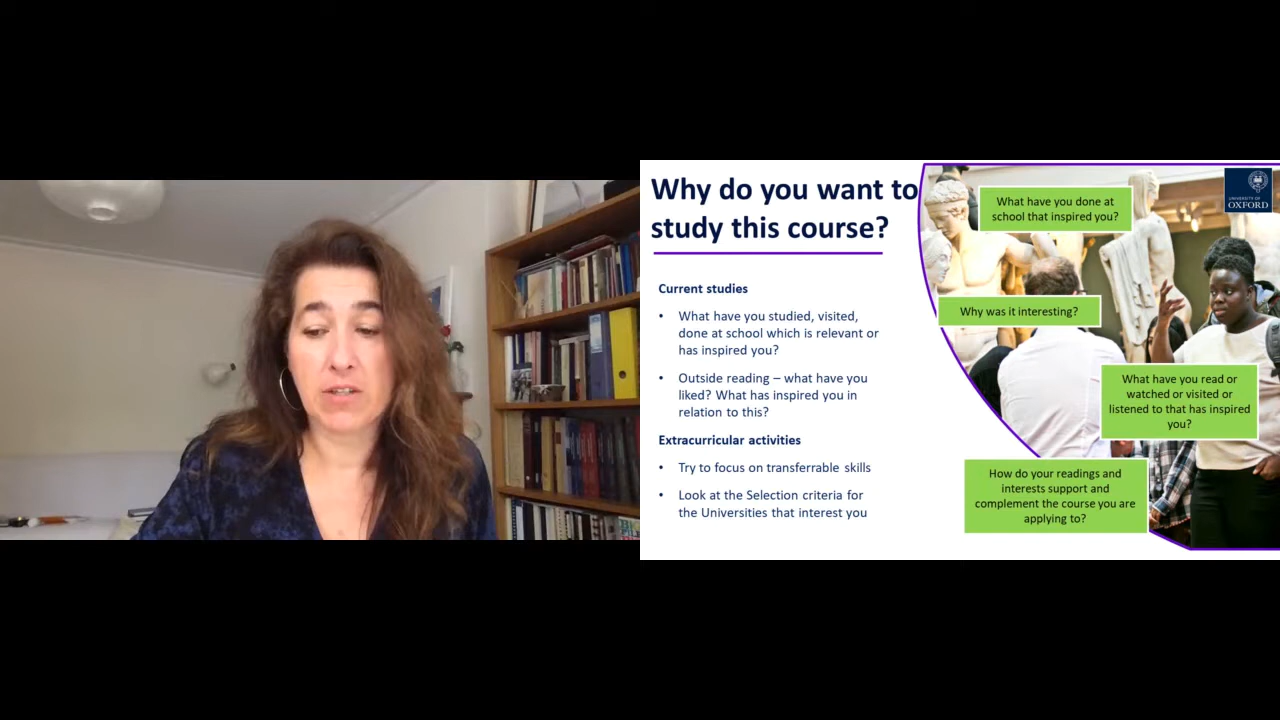 Why do you want to
study this course?
Current studies
• What have you studied, visited,
done at school which is relevant or
has inspired you?
• Outside reading – what have you
liked? What has inspired you in
relation to this?
Extracurricular activities
• Try to focus on transferrable skills
• Look at the Selection criteria for
the Universities that interest you
What have you done at
school that inspired you?
Why was it interesting?
What have you read or
watched or visited or
listened to that has inspired
you?
How do your readings and
interests support and
complement the course you are
applying to?
UNIVERSITY OF
OXFORD